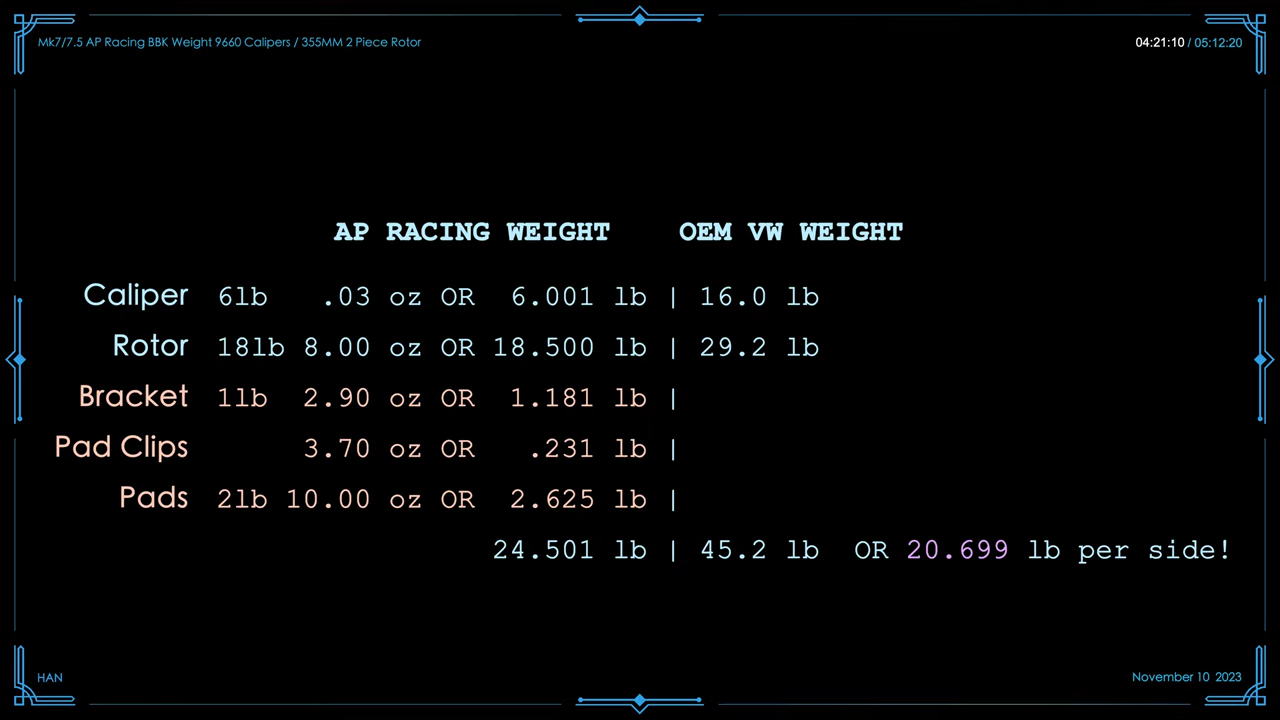 Mk7/7.5 AP Racing BBK Weight 9660 Calipers / 355MM 2 Piece Rotor
04:21:10 / 05:12:20
AP RACING WEIGHT OEM VW WEIGHT
Caliper 6lb .03 oz OR 6.001 lb | 16.0 lb
Rotor 18lb 8.00 oz OR 18.500 lb | 29.2 lb
Bracket 1lb 2.90 oz OR 1.181 lb |
Pad Clips 3.70 oz OR .231 lb |
Pads 2lb 10.00 oz OR 2.625 lb |
24.501 lb | 45.2 lb OR 20.699 lb per side!
HAN
November 10 2023